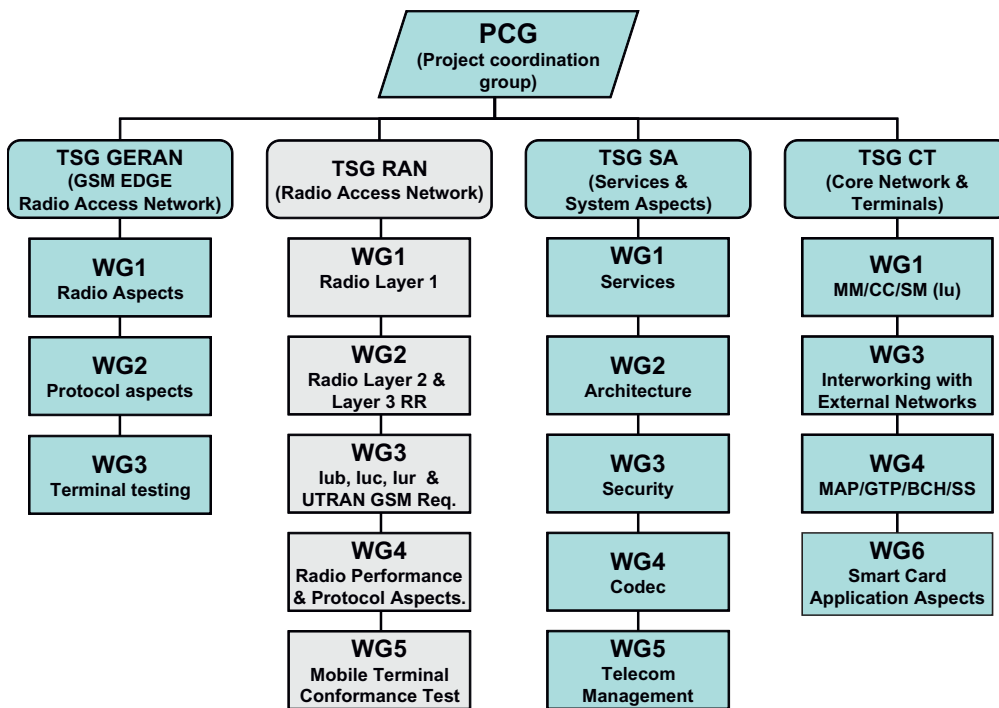 PCG
(Project coordination
group)
TSG GERAN
(GSM EDGE
Radio Access Network)
WG1
Radio Aspects
WG2
Protocol aspects
WG3
Terminal testing
TSG RAN
(Radio Access Network)
WG1
Radio Layer 1
WG2
Radio Layer 2 &
Layer 3 RR
WG3
Iub, Iuc, Iur &
UTRAN GSM Req.
WG4
Radio Performance
& Protocol Aspects.
WG5
Mobile Terminal
Conformance Test
TSG SA
(Services &
System Aspects)
WG1
Services
WG2
Architecture
WG3
Security
WG4
Codec
WG5
Telecom
Management
TSG CT
(Core Network &
Terminals)
WG1
MM/CC/SM (Iu)
WG3
Interworking with
External Networks
WG4
MAP/GTP/BCH/SS
WG6
Smart Card
Application Aspects